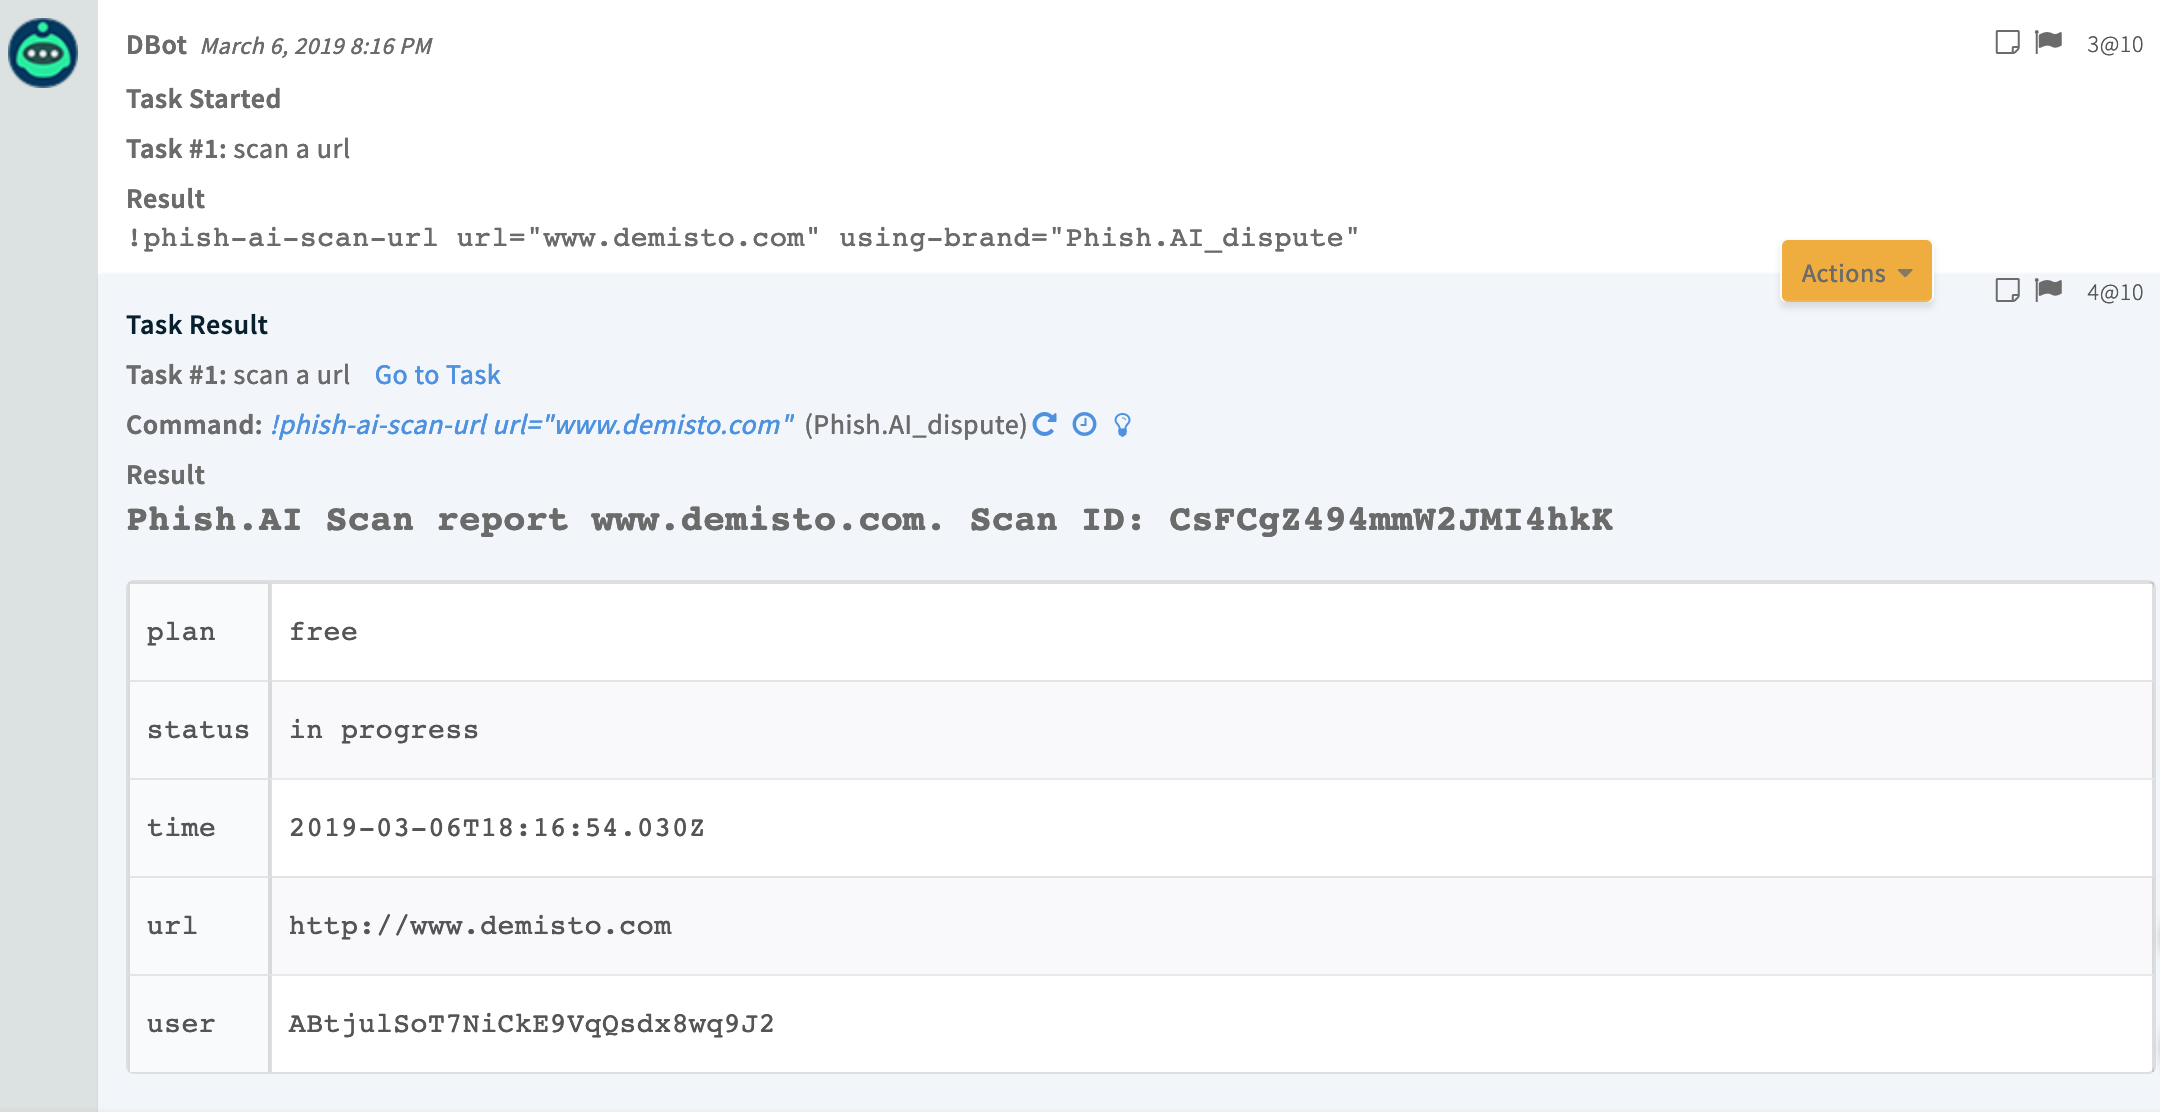 DBot March 6, 2019 8:16 PM 3@10
Task Started
Task #1: scan a url
Result
!phish-ai-scan-url url="www.demisto.com" using-brand="Phish.AI_dispute"
Actions 4@10
Task Result
Task #1: scan a url Go to Task
Command: !phish-ai-scan-url url="www.demisto.com" (Phish.AI_dispute)
Result
Phish.AI Scan report www.demisto.com. Scan ID: CsFCgZ494mmW2JMI4hkK
plan free
status in progress
time 2019-03-06T18:16:54.030Z
url http://www.demisto.com
user ABtjulSoT7NiCkE9VqQsdx8wq9J2